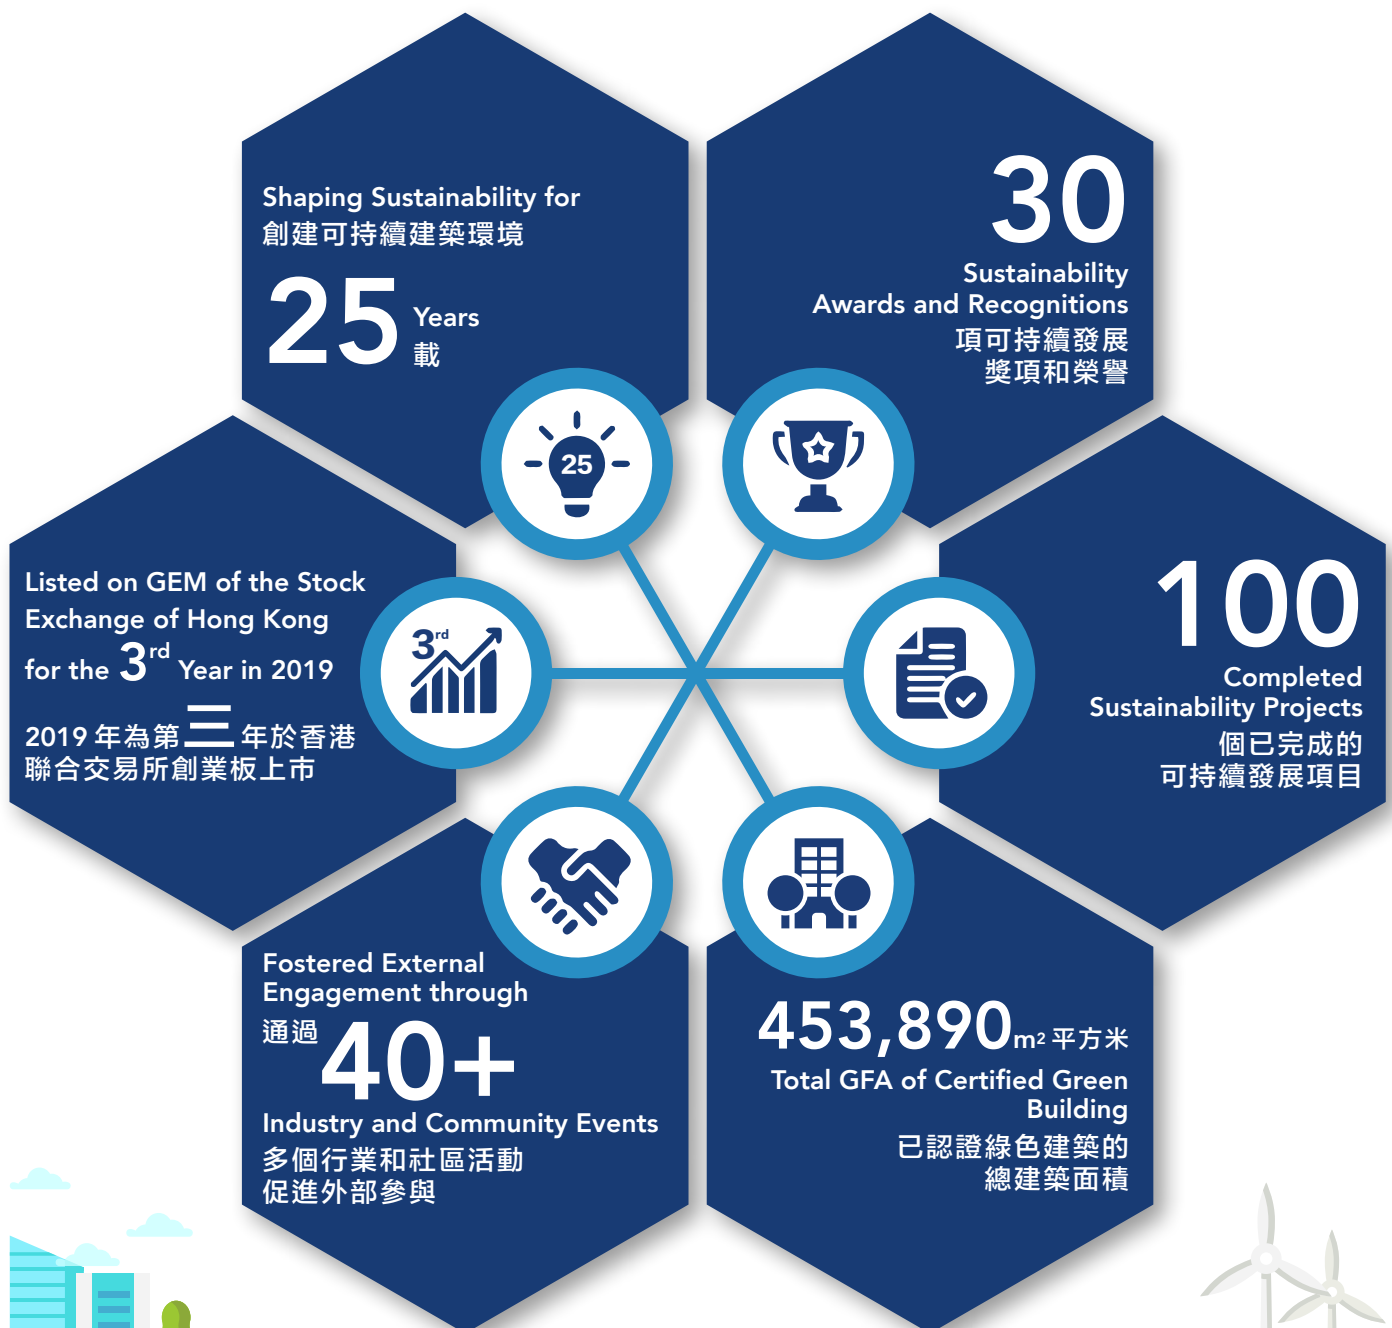 Shaping Sustainability for
創建可持續建築環境
25 Years
載
30
Sustainability
Awards and Recognitions
項可持續發展
獎項和榮譽
25
Listed on GEM of the Stock
Exchange of Hong Kong
for the 3rd Year in 2019
2019 年為第三年於香港
聯合交易所創業板上市
3rd
100
Completed
Sustainability Projects
個已完成的
可持續發展項目
Fostered External
Engagement through
通過 40+
Industry and Community Events
多個行業和社區活動
促進外部參與
453,890 m² 平方米
Total GFA of Certified Green
Building
已認證綠色建築的
總建築面積